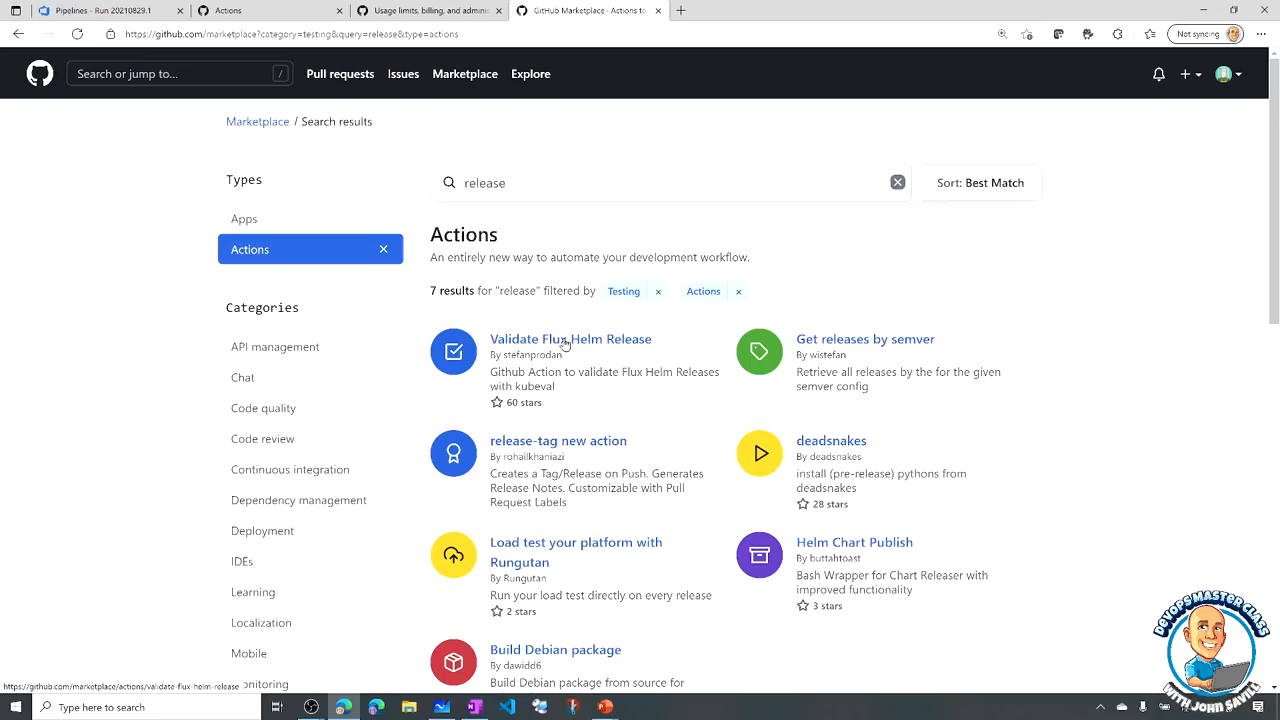 Pipelines - Run 20210829.1
Actions
Usage limits, billing, and adminis
GitHub Marketplace · Actions to
https://github.com/marketplace?category=testing&query=release&type=actions
Not syncing
Search or jump to...
/
Pull requests
Issues
Marketplace
Explore
Marketplace / Search results
Types
Apps
Actions
Categories
API management
Chat
Code quality
Code review
Continuous integration
Dependency management
Deployment
IDEs
Learning
Localization
Mobile
onitoring
release
Sort: Best Match
Actions
An entirely new way to automate your development workflow.
7 results for "release" filtered by Testing × Actions ×
Validate Flux Helm Release
By stefanprodan
Github Action to validate Flux Helm Releases
with kubeval
60 stars
Get releases by semver
By wistefan
Retrieve all releases by the for the given
semver config
release-tag new action
By rohailkhaniazi
Creates a Tag/Release on Push. Generates
Release Notes. Customizable with Pull
Request Labels
deadsnakes
By deadsnakes
install (pre-release) pythons from
deadsnakes
28 stars
Load test your platform with
Rungutan
By Rungutan
Run your load test directly on every release
2 stars
Helm Chart Publish
By buttahtoast
Bash Wrapper for Chart Releaser with
improved functionality
3 stars
Build Debian package
By dawidd6
Build Debian package from source for
https://github.com/marketplace/actions/validate-flux-helm-release
Type here to search
DEVOPS MASTER CLASS
WITH JOHN SAVILL